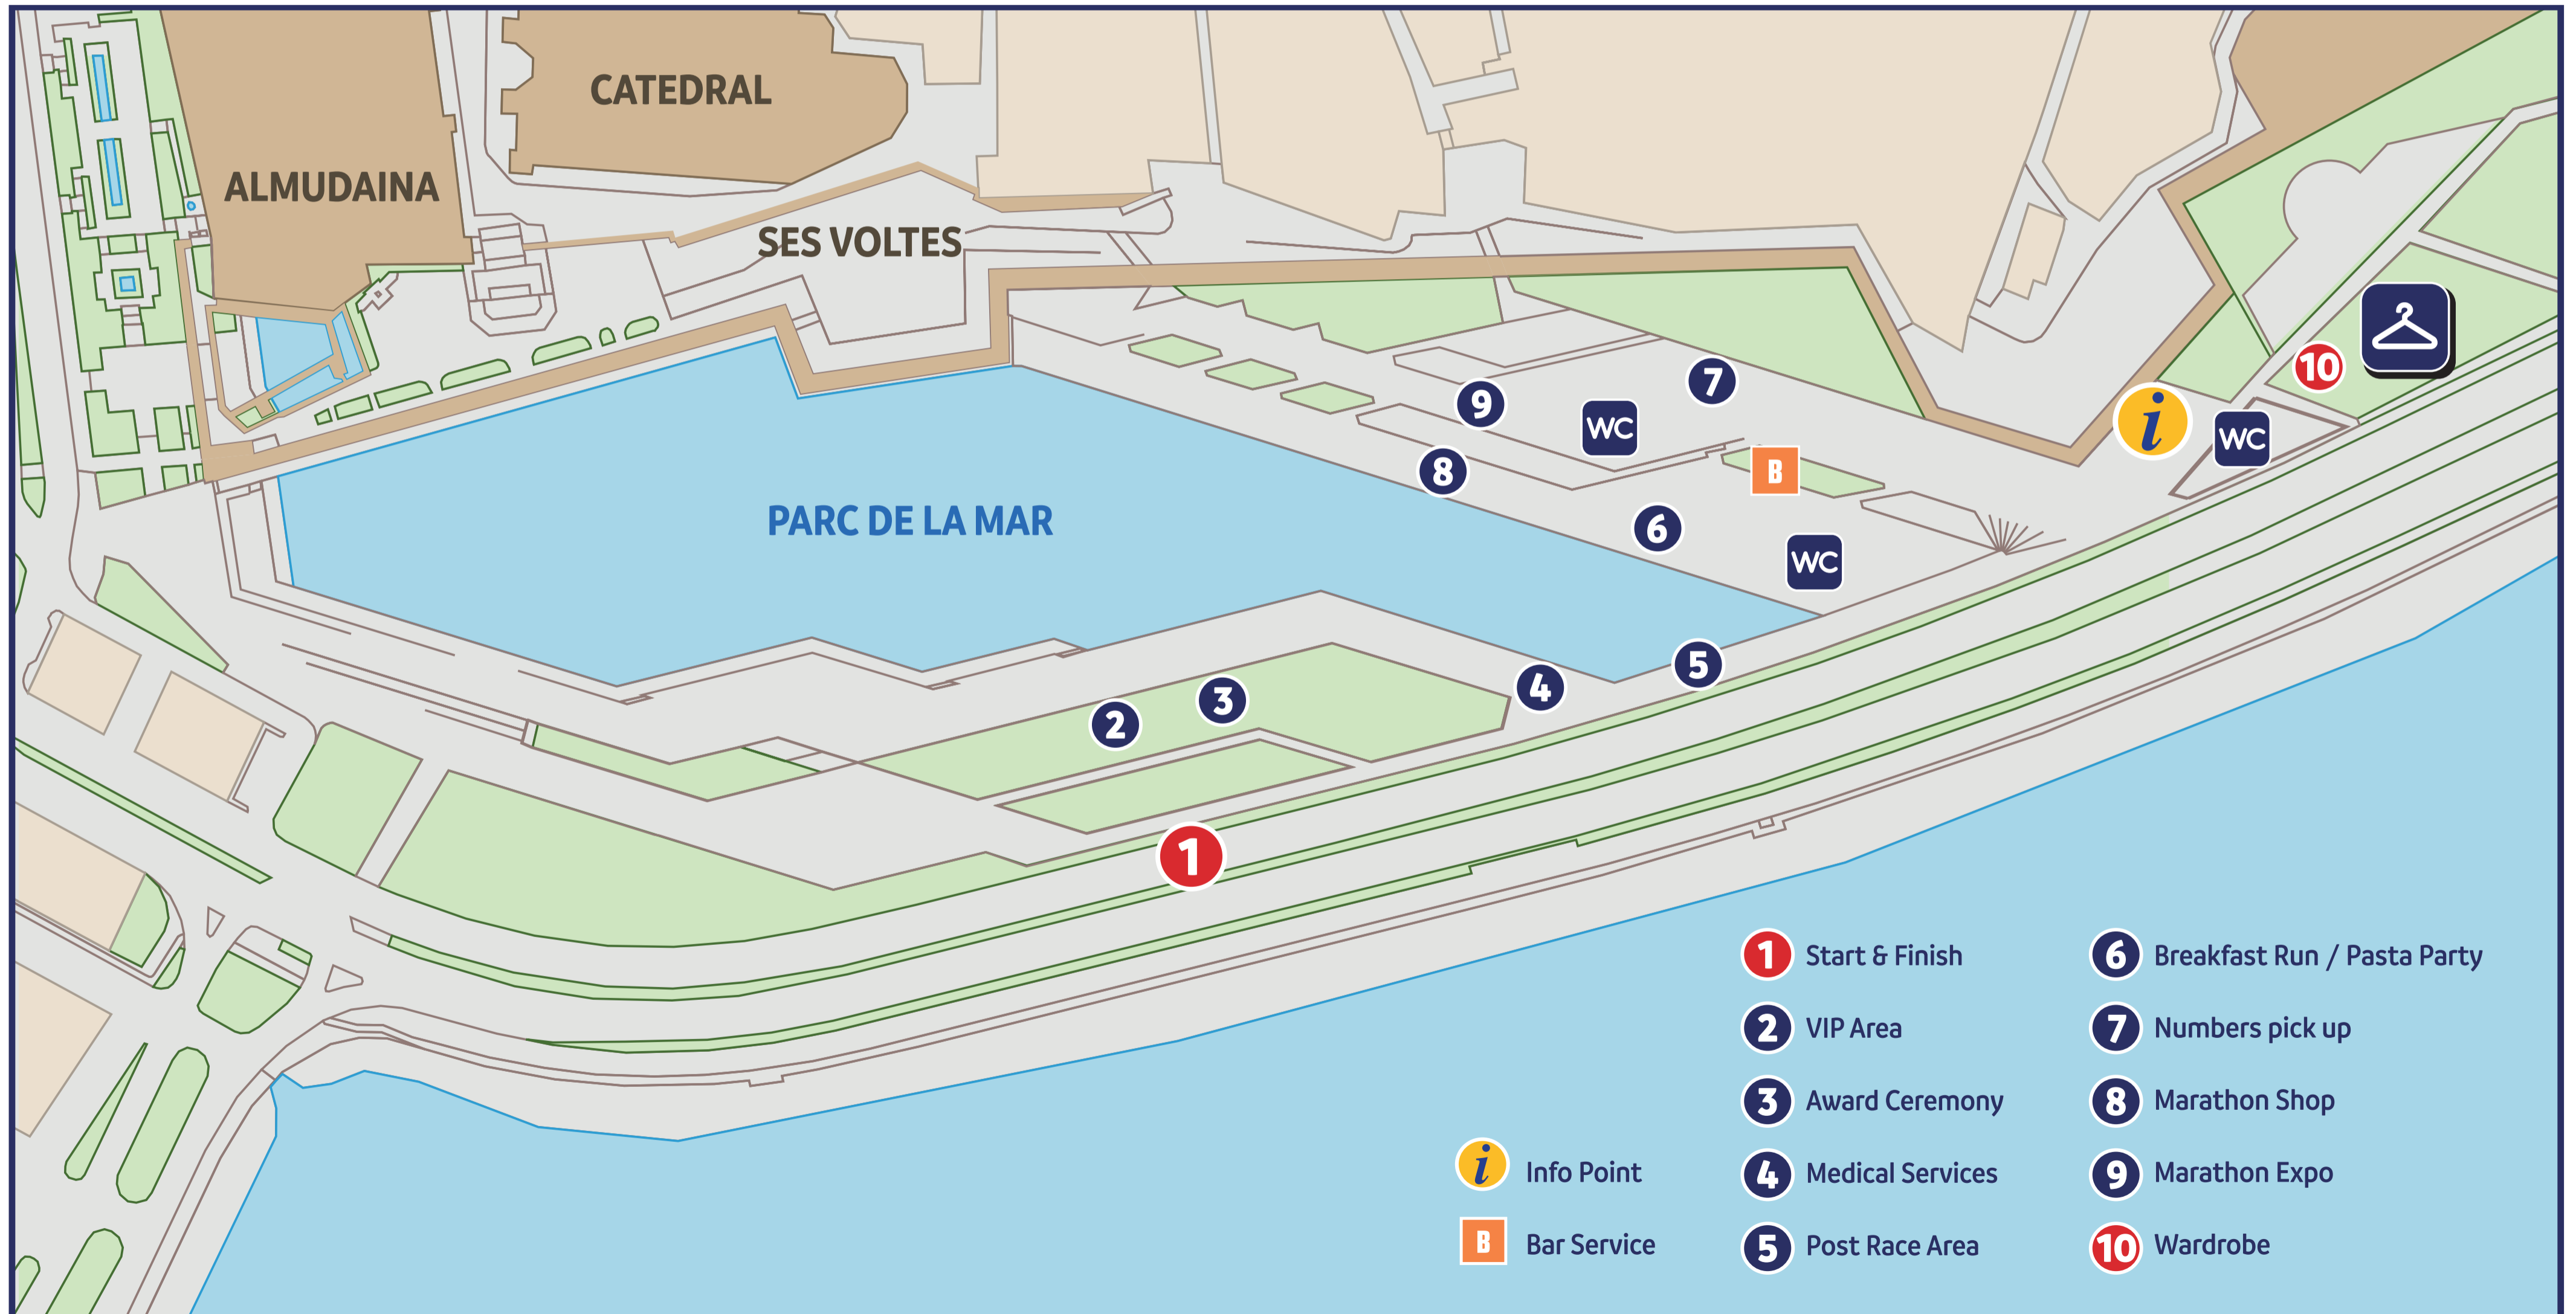 CATEDRAL
ALMUDAINA
SES VOLTES
10
7
9
WC
i
WC
8
B
PARC DE LA MAR
6
WC
5
4
3
2
1
1 Start & Finish
2 VIP Area
3 Award Ceremony
4 Medical Services
5 Post Race Area
6 Breakfast Run / Pasta Party
7 Numbers pick up
8 Marathon Shop
9 Marathon Expo
10 Wardrobe
i Info Point
B Bar Service